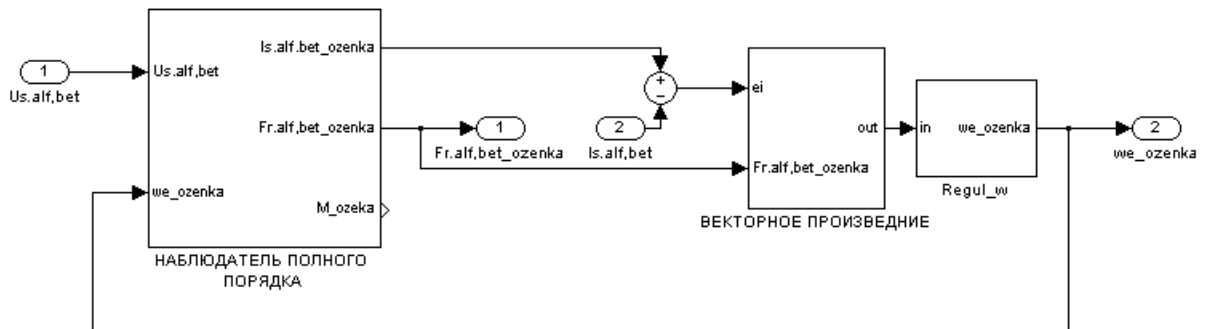 1
Us.alf,bet
Us.alf,bet
we_ozenka
Is.alf.bet_ozenka
Fr.alf,bet_ozenka
M_ozeka
НАБЛЮДАТЕЛЬ ПОЛНОГО
ПОРЯДКА
1
Fr.alf,bet_ozenka
+
−
2
Is.alf,bet
ei
Fr.alf,bet_ozenka
out
ВЕКТОРНОЕ ПРОИЗВЕДНИЕ
in
we_ozenka
Regul_w
2
we_ozenka